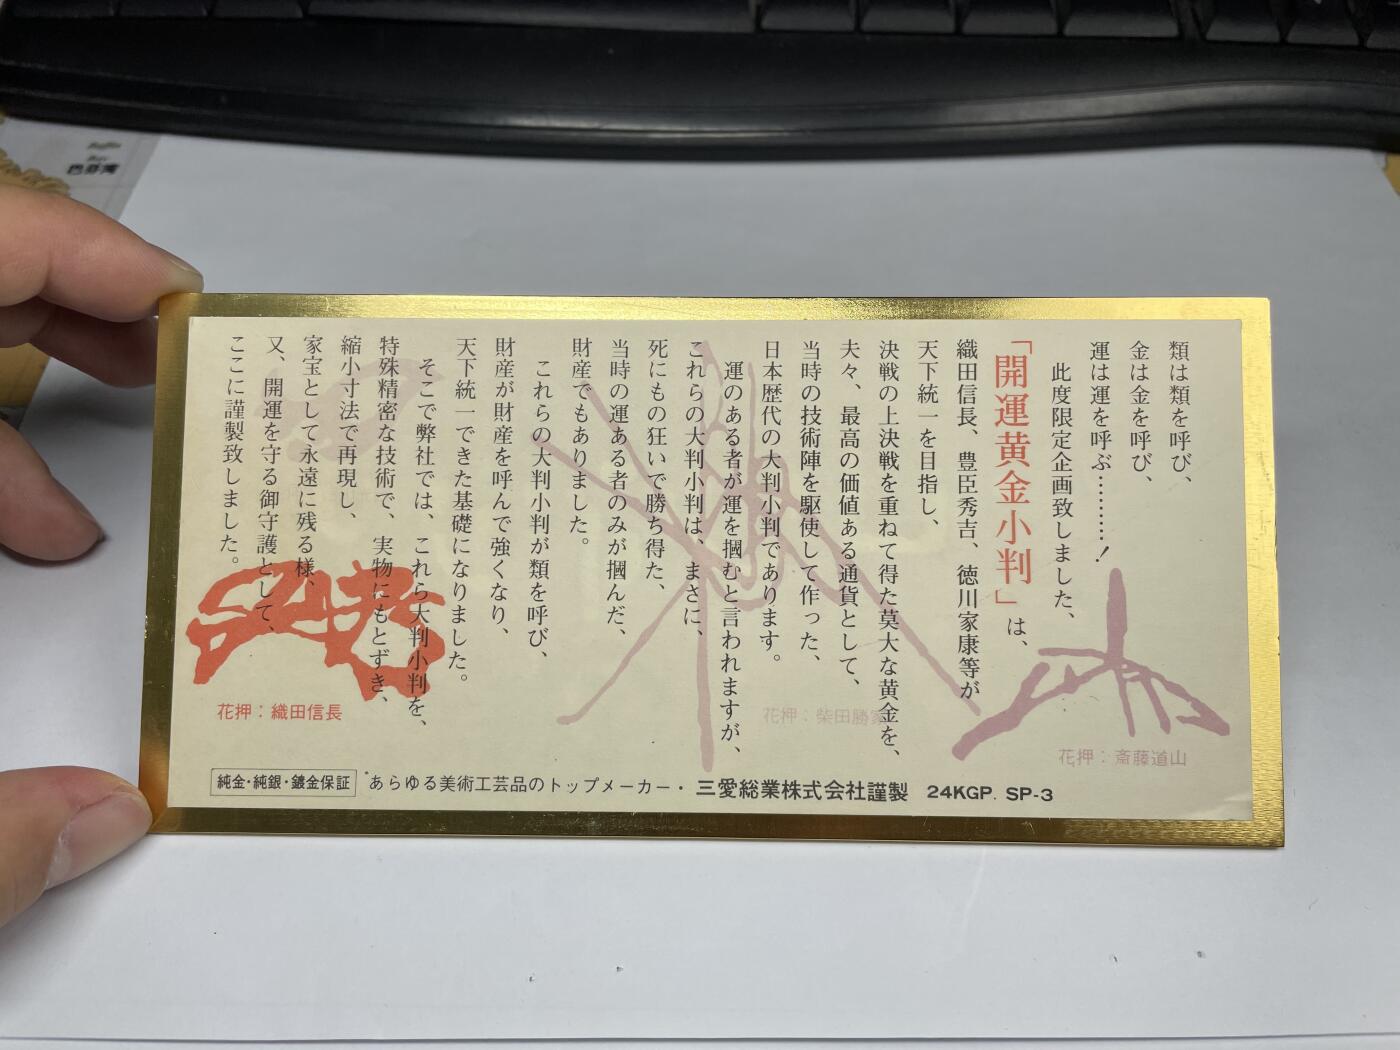 類は類を呼び、
金は金を呼び、
運は運を呼ぶ………！
此度限定企画致しました、
「開運黄金小判」は、
織田信長、豊臣秀吉、徳川家康等が
天下統一を目指し、
決戦の上決戦を重ねて得た莫大な黄金を、
夫々、最高の価値ある通貨として、
当時の技術陣を駆使して作った、
日本歴代の大判小判であります。
運のある者が運を摑むと言われますが、
これらの大判小判は、まさに、
死にもの狂いで勝ち得た、
当時の運ある者のみが摑んだ、
財産でもありました。
これらの大判小判が類を呼び、
財産が財産を呼んで強くなり、
天下統一できた基礎になりました。
そこで弊社では、これら大判小判を、
特殊精密な技術で、実物にもとずき、
縮小寸法で再現し、
家宝として永遠に残る様、
又、開運を守る御守護として、
ここに謹製致しました。
花押：斎藤道山
花押：柴田勝家
花押：織田信長
純金・純銀・鍍金保証 あらゆる美術工芸品のトップメーカー・三愛総業株式会社謹製 24KGP. SP-3